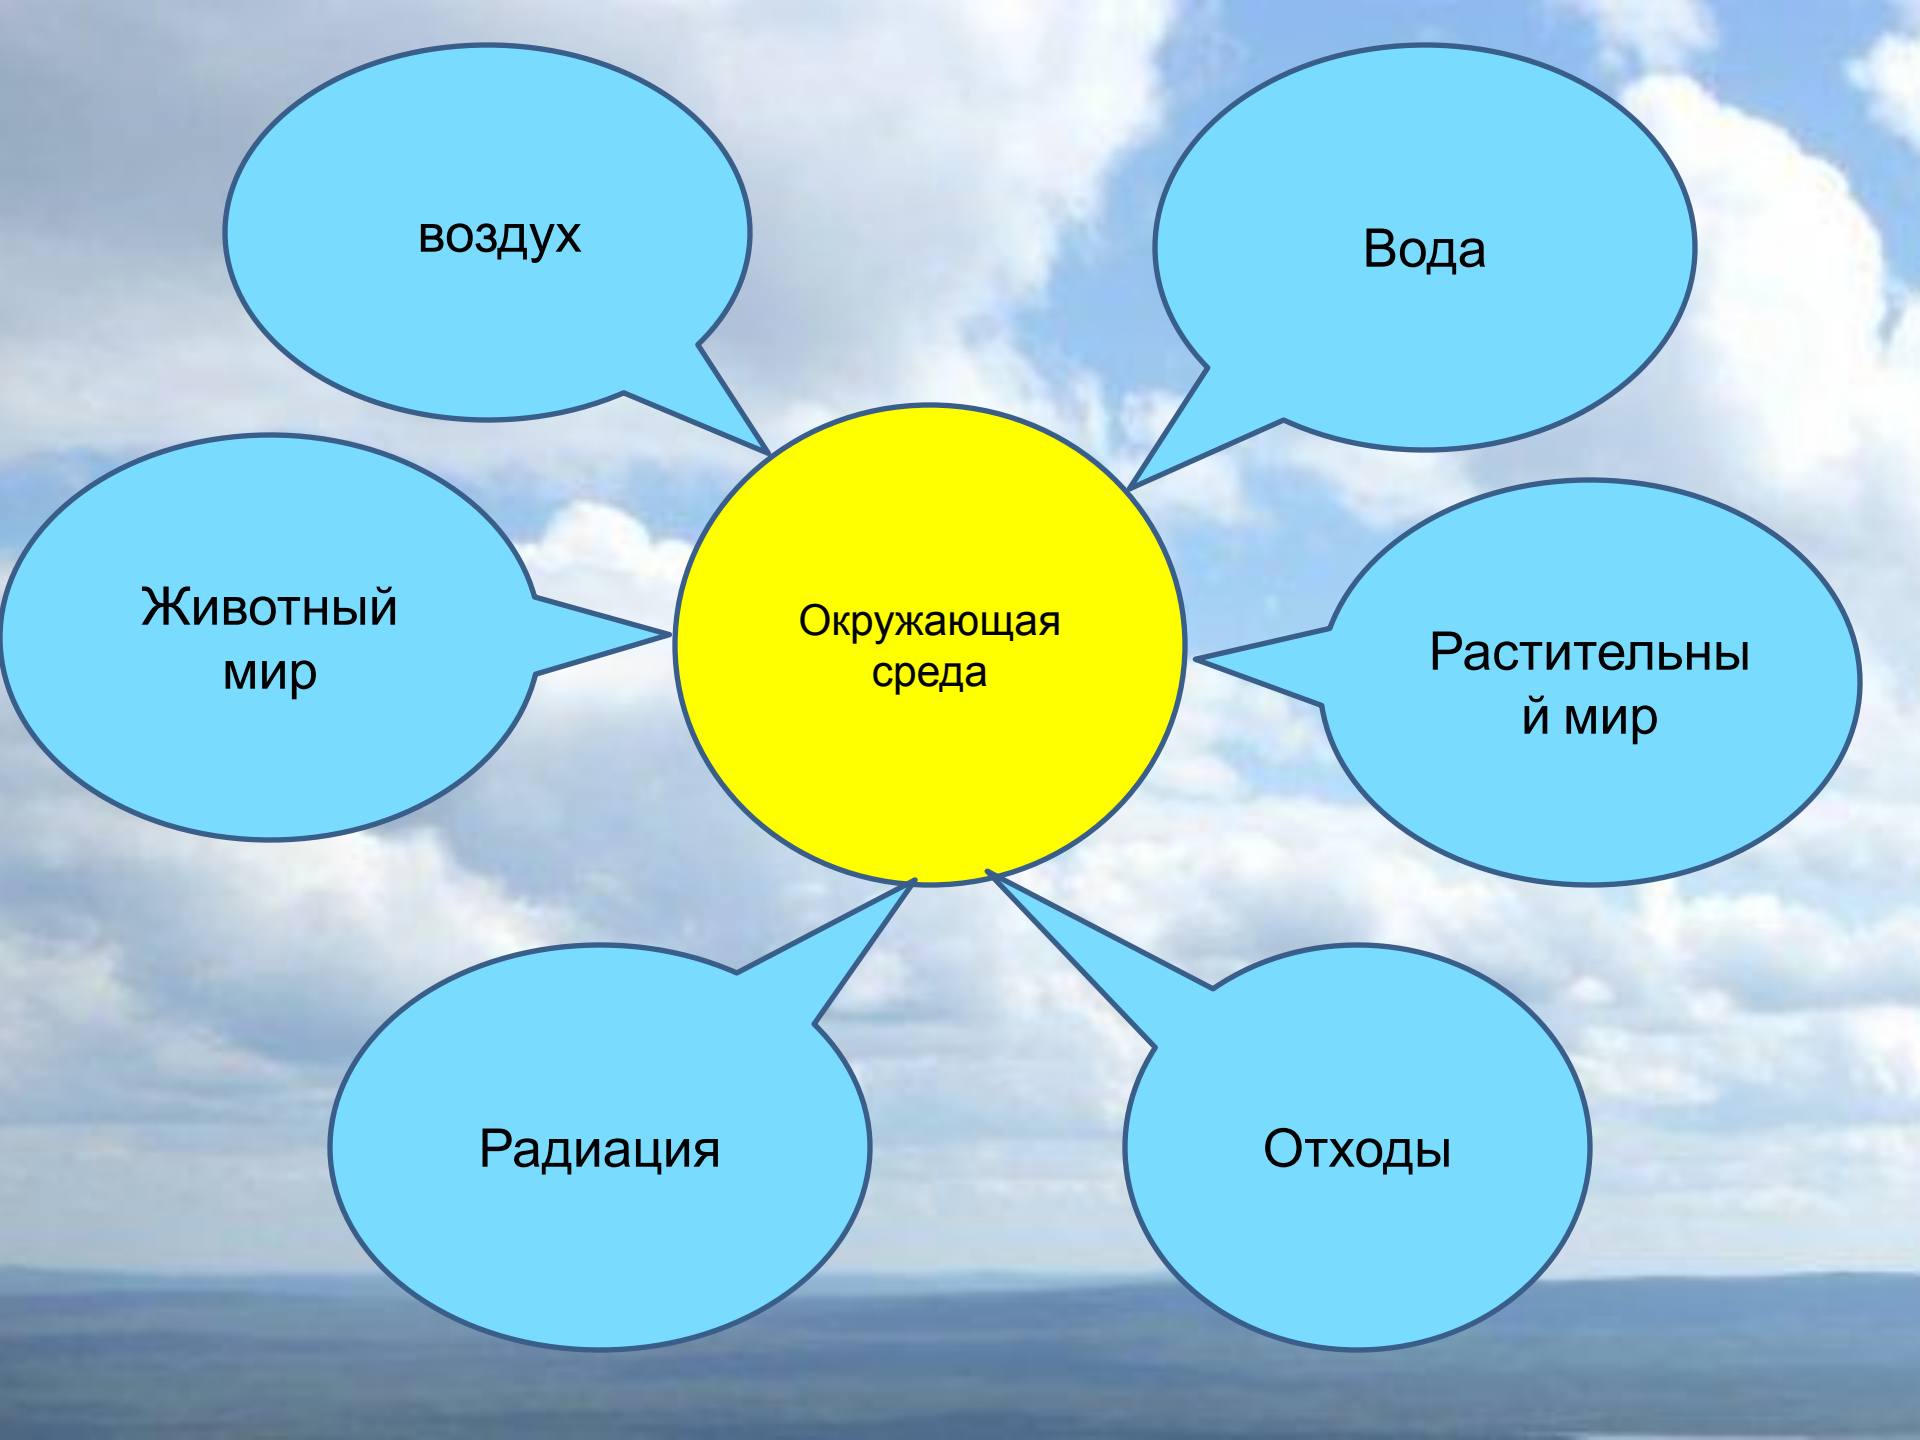 воздух
Вода
Животный
мир
Окружающая
среда
Растительны
й мир
Радиация
Отходы